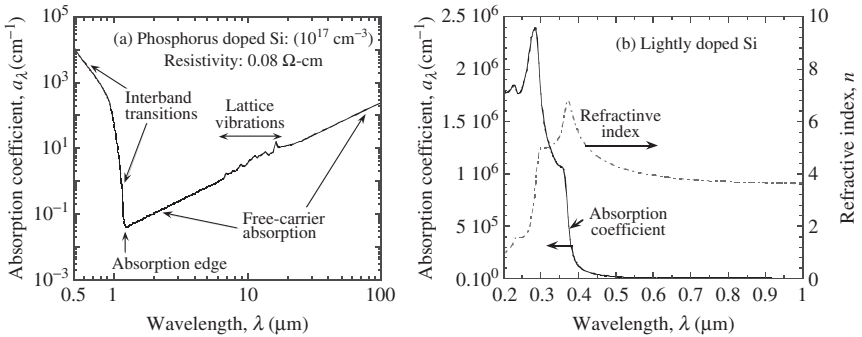 (a) Phosphorus doped Si: (10^17 cm^−3)
Resistivity: 0.08 Ω-cm
Absorption coefficient, a_λ(cm^−1)
10^5
10^3
10^1
10^−1
10^−3
Interband
transitions
Lattice
vibrations
Free-carrier
absorption
Absorption edge
0.5
1
10
100
Wavelength, λ (μm)
(b) Lightly doped Si
Absorption coefficient, a_λ(cm^−1)
2.5 10^6
2 10^6
1.5 10^6
1 10^6
5 10^5
0.1 10^0
Refractinve
index
Absorption
coefficient
0.2
0.3
0.4
0.5
0.6
0.7
0.8
0.9
1
Wavelength, λ (μm)
10
8
6
4
2
0
Refractive index, n